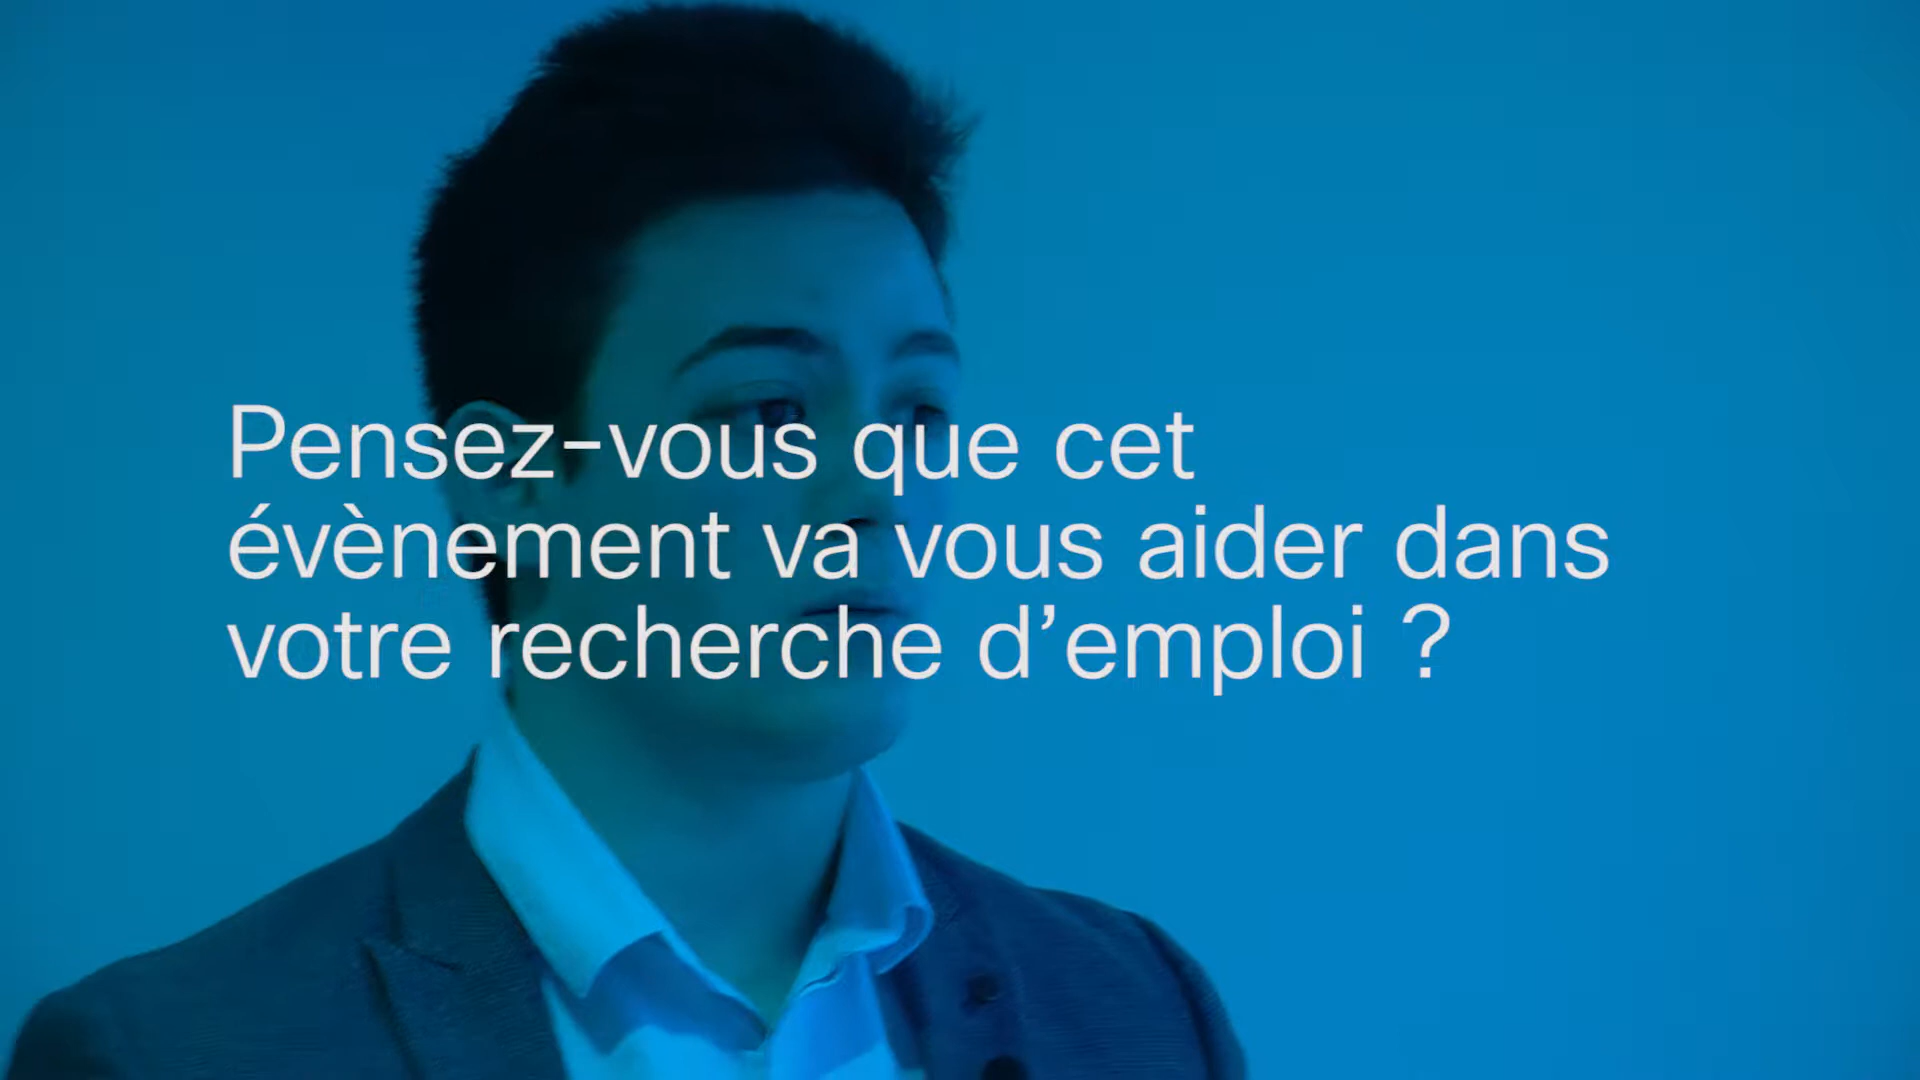 Pensez-vous que cet
évènement va vous aider dans
votre recherche d’emploi ?